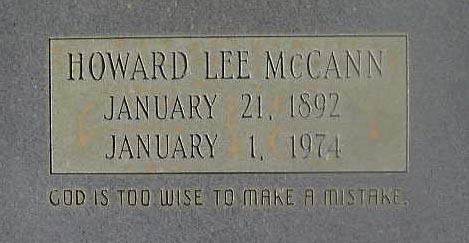 HOWARD LEE McCANN
JANUARY 21, 1892
JANUARY 1, 1974
GOD IS TOO WISE TO MAKE A MISTAKE.